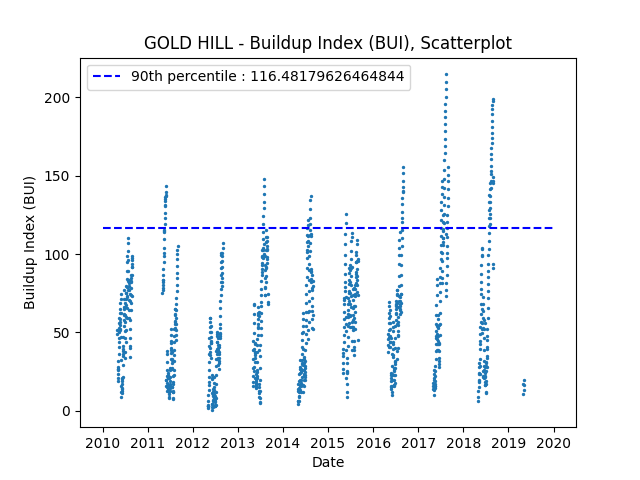 GOLD HILL - Buildup Index (BUI), Scatterplot
90th percentile : 116.48179626464844
200
150
100
50
0
Buildup Index (BUI)
2010 2011 2012 2013 2014 2015 2016 2017 2018 2019 2020
Date